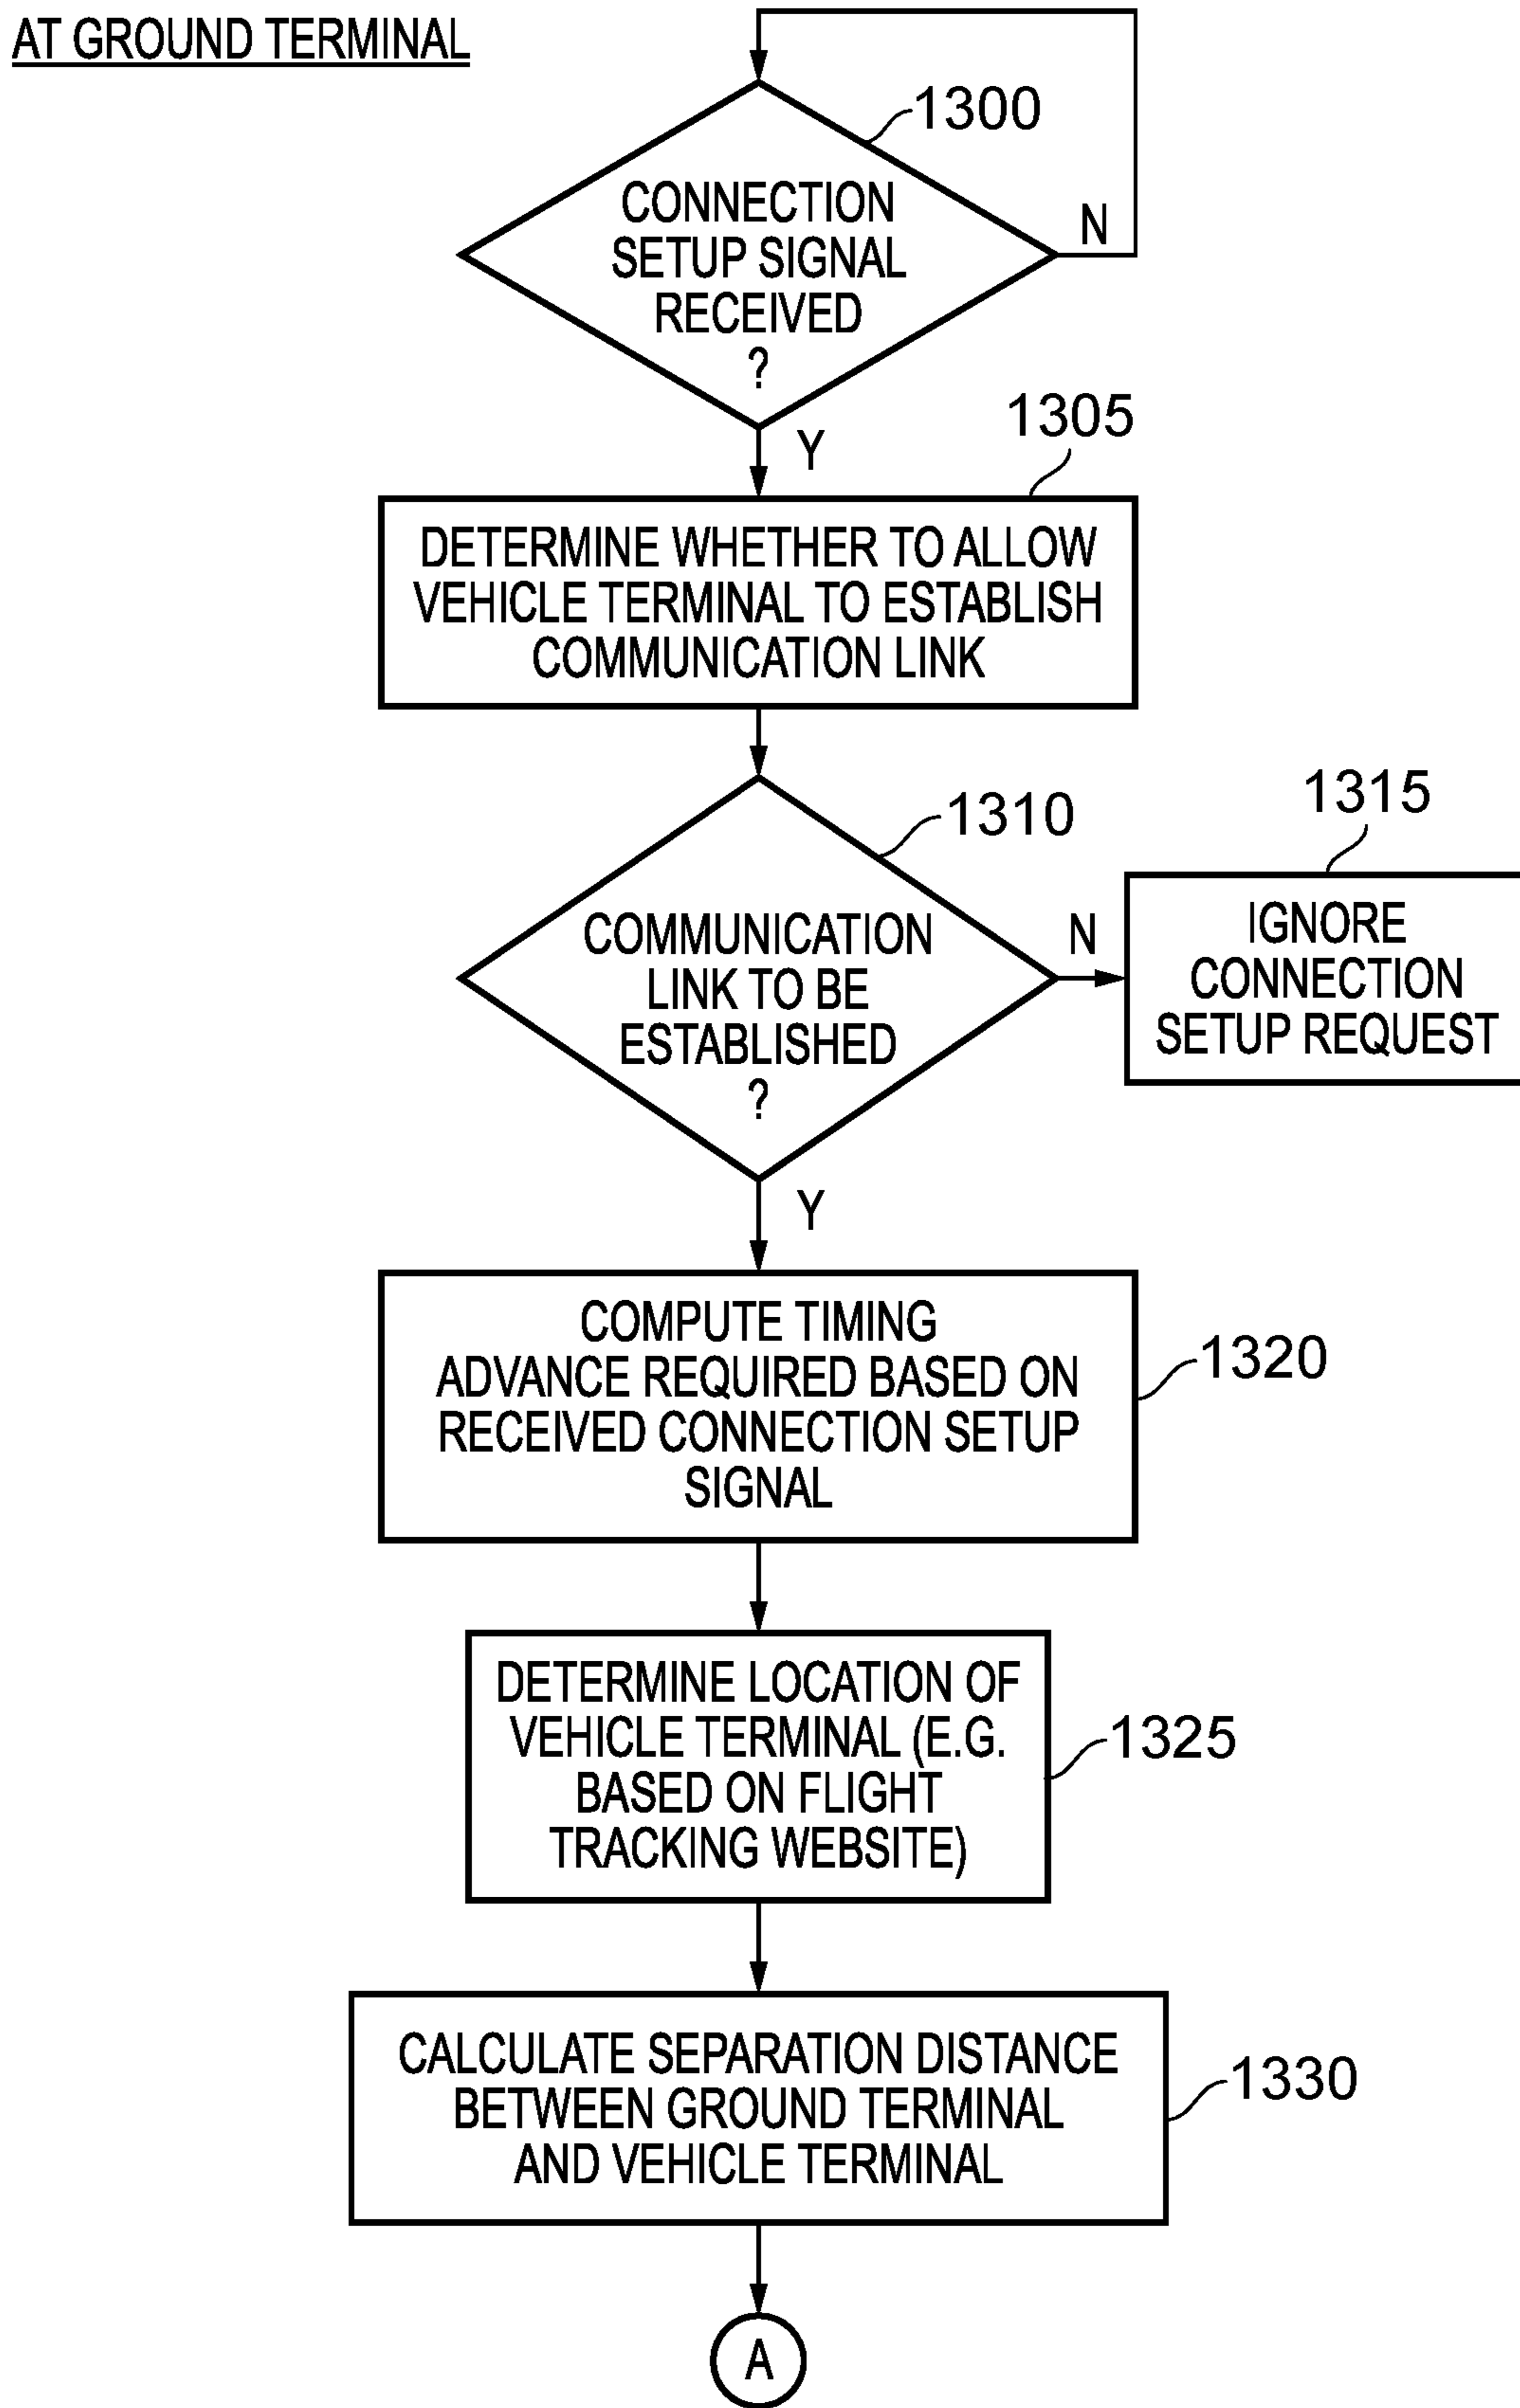 AT GROUND TERMINAL
1300
CONNECTION
SETUP SIGNAL
RECEIVED
?
N
Y
1305
DETERMINE WHETHER TO ALLOW
VEHICLE TERMINAL TO ESTABLISH
COMMUNICATION LINK
1310
COMMUNICATION
LINK TO BE
ESTABLISHED
?
N
1315
IGNORE
CONNECTION
SETUP REQUEST
Y
COMPUTE TIMING
ADVANCE REQUIRED BASED ON
RECEIVED CONNECTION SETUP
SIGNAL
1320
DETERMINE LOCATION OF
VEHICLE TERMINAL (E.G.
BASED ON FLIGHT
TRACKING WEBSITE)
1325
CALCULATE SEPARATION DISTANCE
BETWEEN GROUND TERMINAL
AND VEHICLE TERMINAL
1330
A